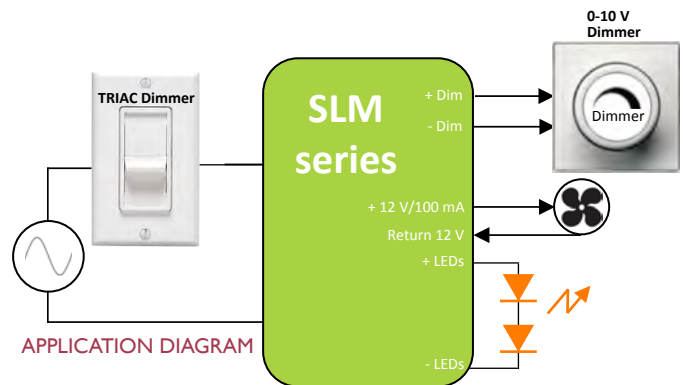 0-10 V
Dimmer
TRIAC Dimmer
SLM
series
+ Dim
- Dim
Dimmer
+ 12 V/100 mA
Return 12 V
+ LEDs
- LEDs
APPLICATION DIAGRAM